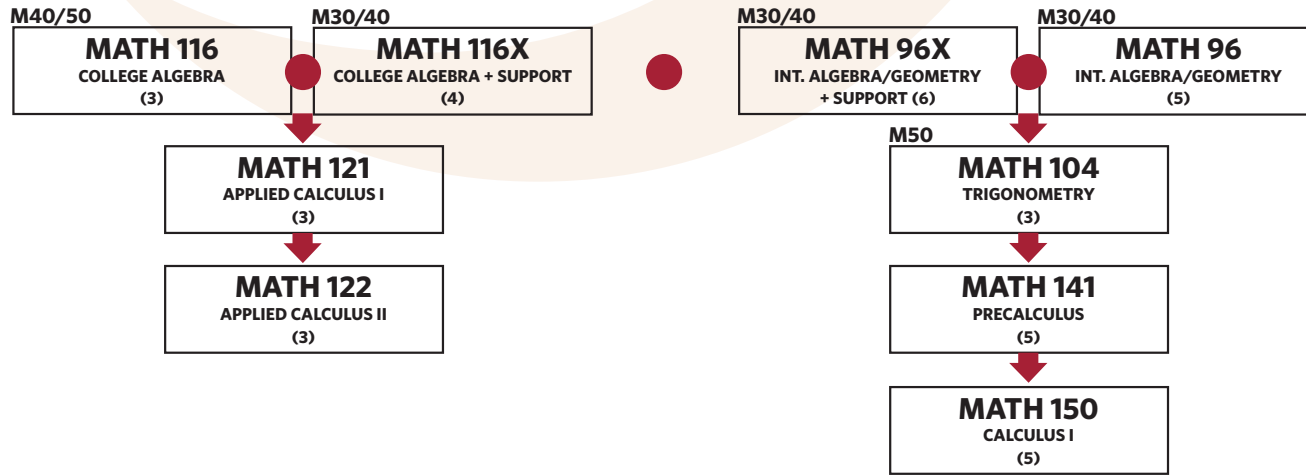 M40/50
MATH 116
COLLEGE ALGEBRA
(3)
M30/40
MATH 116X
COLLEGE ALGEBRA + SUPPORT
(4)
MATH 121
APPLIED CALCULUS I
(3)
MATH 122
APPLIED CALCULUS II
(3)
M30/40
MATH 96X
INT. ALGEBRA/GEOMETRY
+ SUPPORT (6)
M30/40
MATH 96
INT. ALGEBRA/GEOMETRY
(5)
M50
MATH 104
TRIGONOMETRY
(3)
MATH 141
PRECALCULUS
(5)
MATH 150
CALCULUS I
(5)